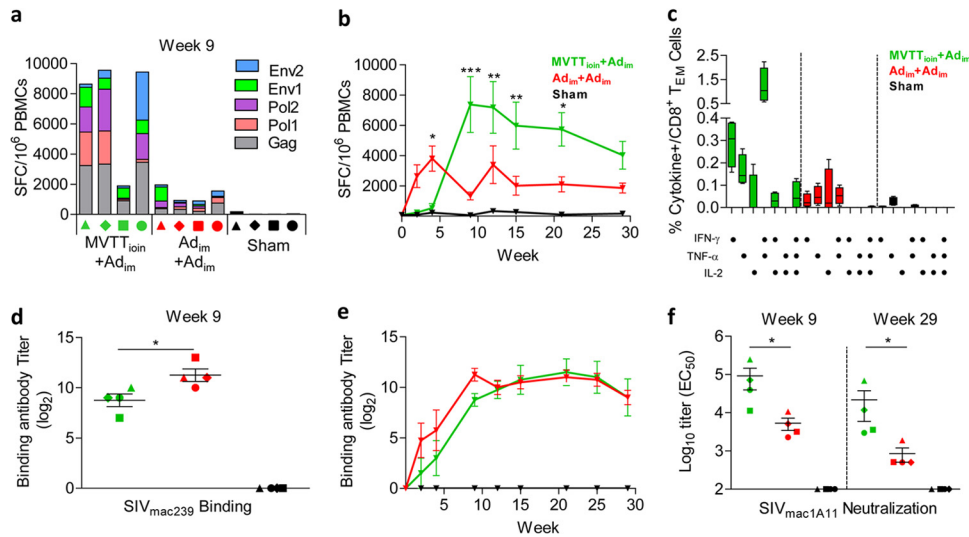 a
Week 9
SFC/10⁶ PBMCs
10000
8000
6000
4000
2000
0
Env2
Env1
Pol2
Pol1
Gag
MVTTioin
+Adim
Adim
+Adim
Sham
b
MVTTioin+Adim
Adim+Adim
Sham
SFC/10⁶ PBMCs
10000
8000
6000
4000
2000
0
*
***
**
**
*
0 5 10 15 20 25 30
Week
c
MVTTioin+Adim
Adim+Adim
Sham
% Cytokine+/CD8⁺ TEM Cells
2.5
2.0
1.5
1.0
0.5
0.4
0.3
0.2
0.1
0.0
IFN-γ
TNF-α
IL-2
d
Week 9
Binding antibody Titer
(log₂)
15
10
5
0
*
SIVmac239 Binding
e
Binding antibody Titer
(log₂)
15
10
5
0
0 5 10 15 20 25 30
Week
f
Week 9
Week 29
Log₁₀ titer (EC₅₀)
6
5
4
3
2
*
*
SIVmac1A11 Neutralization